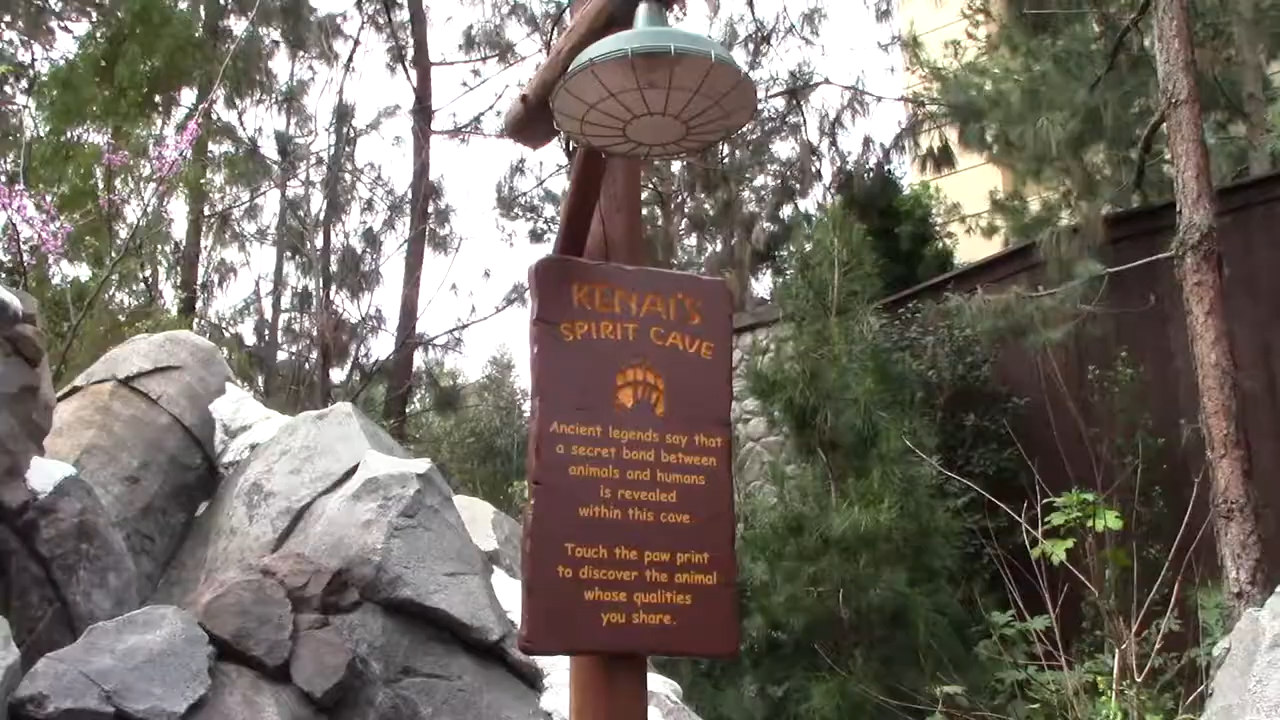 KENAI'S
SPIRIT CAVE
Ancient legends say that
a secret bond between
animals and humans
is revealed
within this cave.
Touch the paw print
to discover the animal
whose qualities
you share.